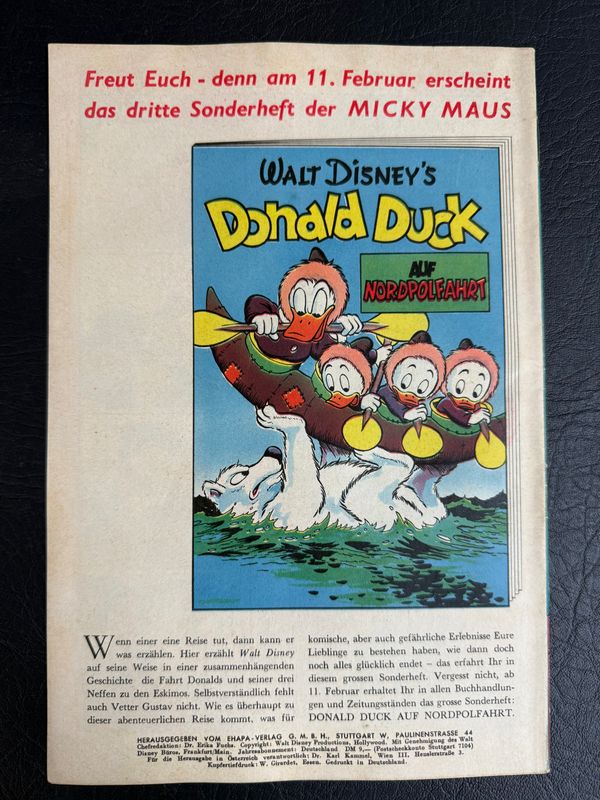 Freut Euch - denn am 11. Februar erscheint
das dritte Sonderheft der MICKY MAUS
WALT DISNEY'S
Donald Duck
AUF
NORDPOLFAHRT
Wenn einer eine Reise tut, dann kann er
was erzählen. Hier erzählt Walt Disney
auf seine Weise in einer zusammenhängenden
Geschichte die Fahrt Donalds und seiner drei
Neffen zu den Eskimos. Selbstverständlich fehlt
auch Vetter Gustav nicht. Wie es überhaupt zu
dieser abenteuerlichen Reise kommt, was für
komische, aber auch gefährliche Erlebnisse Eure
Lieblinge zu bestehen haben, wie dann doch
noch alles glücklich endet – das erfahrt Ihr in
diesem grossen Sonderheft. Vergesst nicht, ab
11. Februar erhaltet Ihr in allen Buchhandlun-
gen und Zeitungsständen das grosse Sonderheft:
DONALD DUCK AUF NORDPOLFAHRT.
HERAUSGEGEBEN VOM EHAPA-VERLAG G. M. B. H., STUTTGART W, PAULINENSTRASSE 44
Chefredaktion: Dr. Erika Fuchs. Copyright: Walt Disney Productions, Hollywood. Mit Genehmigung des Walt
Disney Büros, Frankfurt/Main. Jahresabonnement: Deutschland DM 9,— (Postscheckkonto Stuttgart 7104)
Für die Herausgabe in Österreich verantwortlich: Dr. Karl Kammel, Wien III, Heuslerstraße 3.
Kupfertiefdruck: W. Girardet, Essen. Gedruckt in Deutschland.